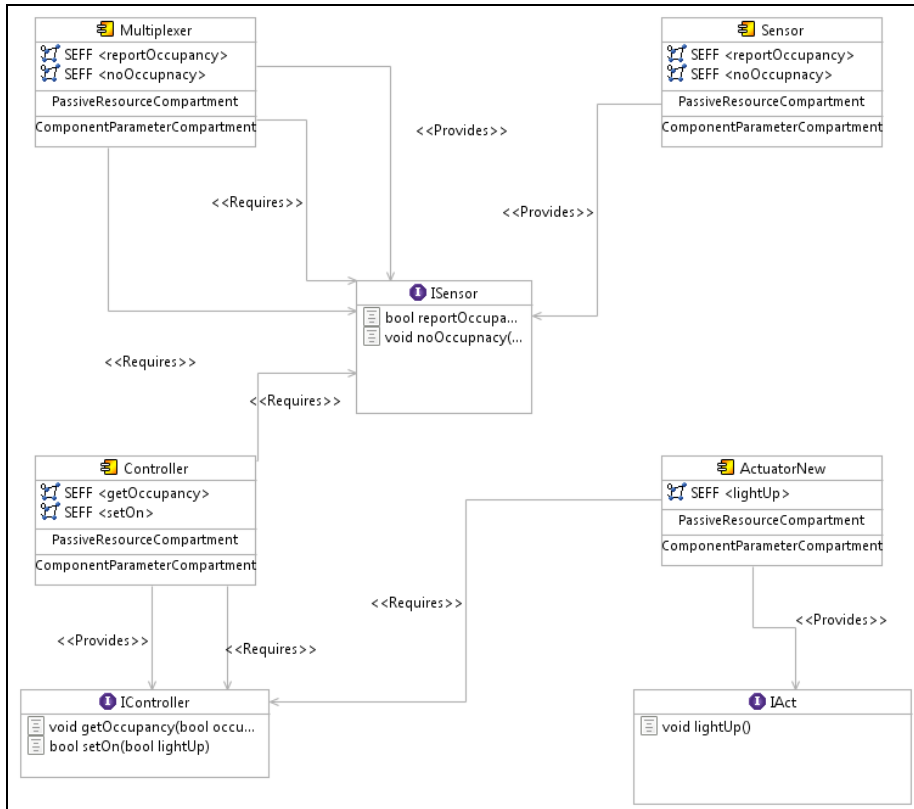 Multiplexer
SEFF <reportOccupancy>
SEFF <noOccupnacy>
PassiveResourceCompartment
ComponentParameterCompartment
Sensor
SEFF <reportOccupancy>
SEFF <noOccupnacy>
PassiveResourceCompartment
ComponentParameterCompartment
<<Provides>>
<<Requires>>
<<Provides>>
I ISensor
bool reportOccupa...
void noOccupnacy(...
<<Requires>>
<<Requires>>
Controller
SEFF <getOccupancy>
SEFF <setOn>
PassiveResourceCompartment
ComponentParameterCompartment
ActuatorNew
SEFF <lightUp>
PassiveResourceCompartment
ComponentParameterCompartment
<<Requires>>
<<Provides>>
<<Provides>>
<<Requires>>
I IController
void getOccupancy(bool occu...
bool setOn(bool lightUp)
I IAct
void lightUp()